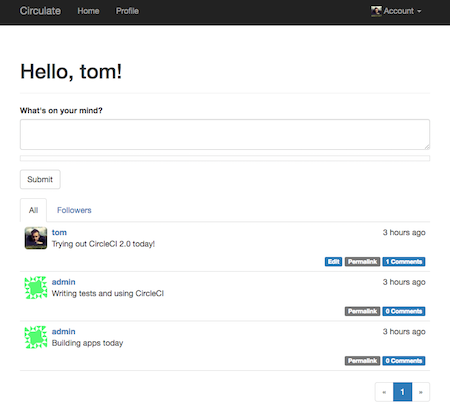 Circulate Home Profile Account
Hello, tom!
What's on your mind?
Submit
All Followers
tom 3 hours ago
Trying out CircleCI 2.0 today!
Edit Permalink 1 Comments
admin 3 hours ago
Writing tests and using CircleCI
Permalink 0 Comments
admin 3 hours ago
Building apps today
Permalink 0 Comments
« 1 »